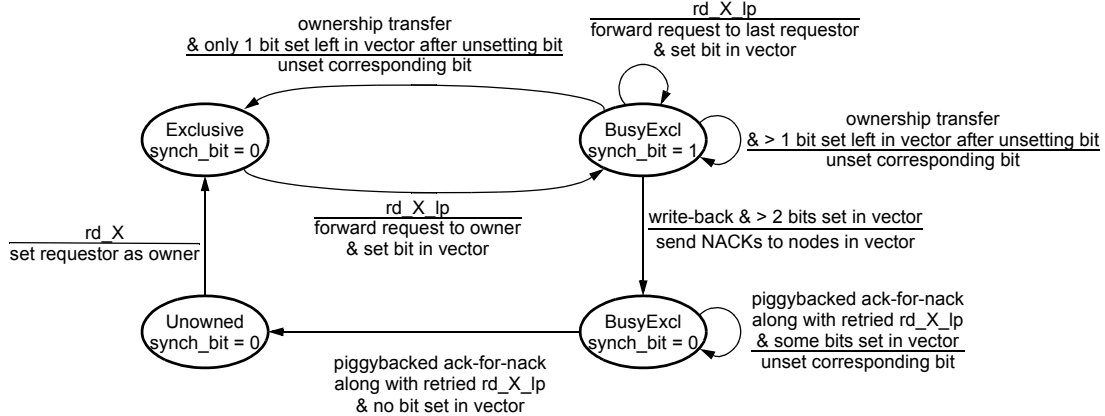 rd_X_lp
forward request to last requestor
& set bit in vector
ownership transfer
& only 1 bit set left in vector after unsetting bit
unset corresponding bit
Exclusive
synch_bit = 0
BusyExcl
synch_bit = 1
ownership transfer
& > 1 bit set left in vector after unsetting bit
unset corresponding bit
rd_X_lp
forward request to owner
& set bit in vector
write-back & > 2 bits set in vector
send NACKs to nodes in vector
rd_X
set requestor as owner
Unowned
synch_bit = 0
BusyExcl
synch_bit = 0
piggybacked ack-for-nack
along with retried rd_X_lp
& some bits set in vector
unset corresponding bit
piggybacked ack-for-nack
along with retried rd_X_lp
& no bit set in vector